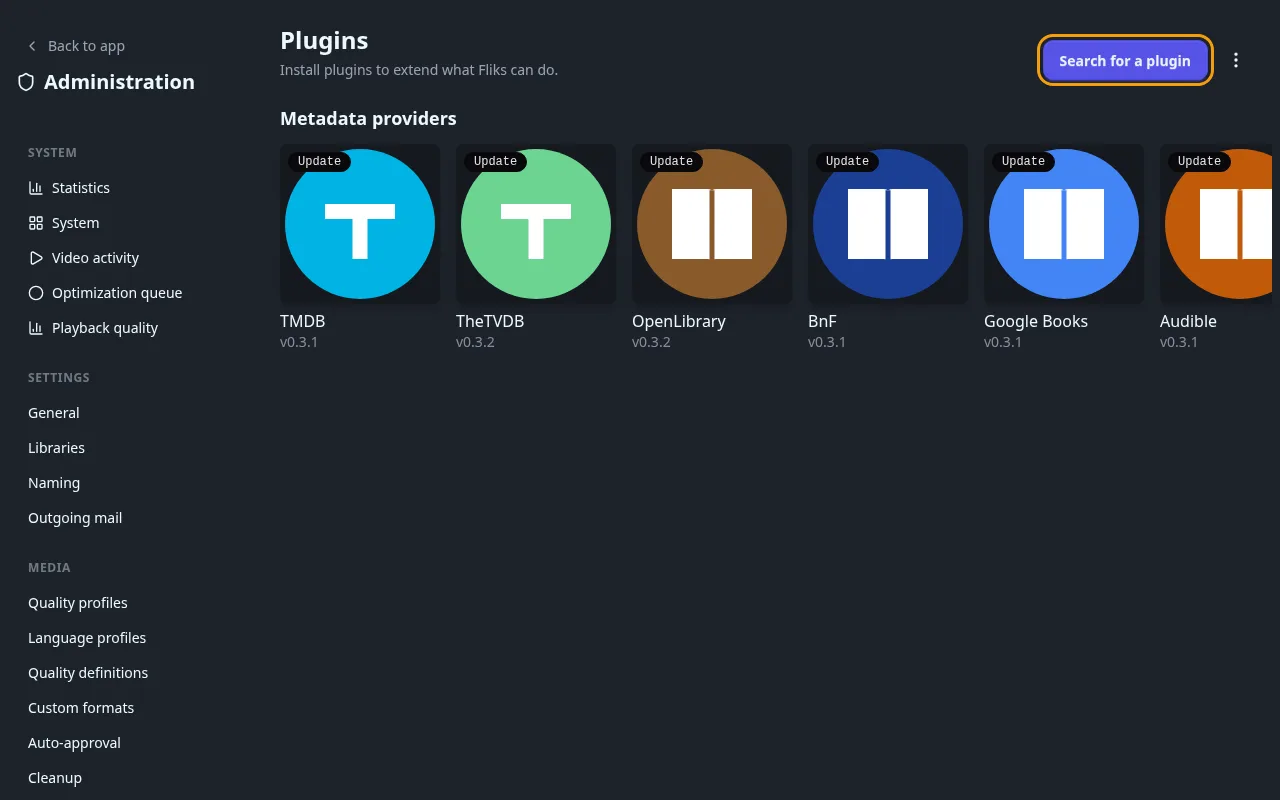 Back to app
Administration
SYSTEM
Statistics
System
Video activity
Optimization queue
Playback quality
SETTINGS
General
Libraries
Naming
Outgoing mail
MEDIA
Quality profiles
Language profiles
Quality definitions
Custom formats
Auto-approval
Cleanup
Plugins
Install plugins to extend what Fliks can do.
Search for a plugin
Metadata providers
Update
T
TMDB
v0.3.1
Update
T
TheTVDB
v0.3.2
Update
OpenLibrary
v0.3.2
Update
BnF
v0.3.1
Update
Google Books
v0.3.1
Update
Audible
v0.3.1